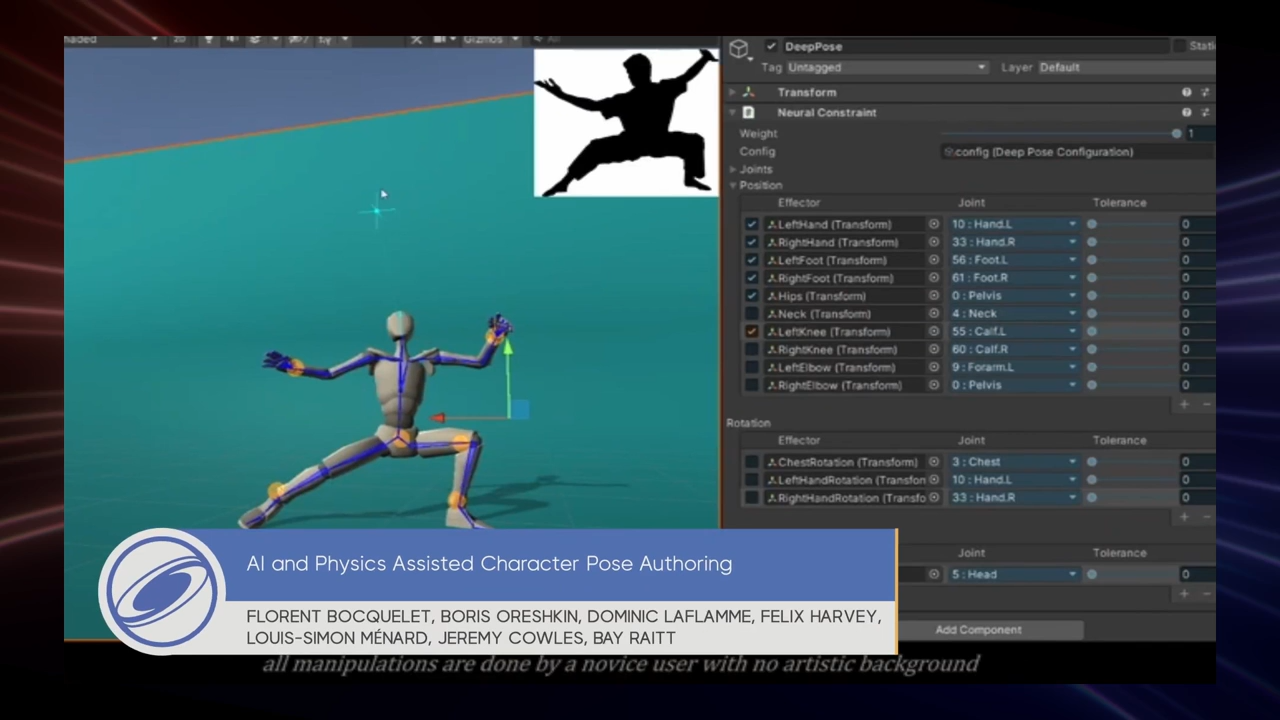 Gizmos
DeepPose
Tag Untagged Layer Default
Transform
Neural Constraint
Weight 1
Config config (Deep Pose Configuration)
Joints
Position
Effector Joint Tolerance
LeftHand (Transform) 10 : Hand.L 0
RightHand (Transform) 33 : Hand.R 0
LeftFoot (Transform) 56 : Foot.L 0
RightFoot (Transform) 61 : Foot.R 0
Hips (Transform) 0 : Pelvis 0
Neck (Transform) 4 : Neck 0
LeftKnee (Transform) 55 : Calf.L 0
RightKnee (Transform) 60 : Calf.R 0
LeftElbow (Transform) 9 : Forarm.L 0
RightElbow (Transform) 0 : Pelvis 0
Rotation
Effector Joint Tolerance
ChestRotation (Transform) 3 : Chest 0
LeftHandRotation (Transfor 10 : Hand.L 0
RightHandRotation (Transfo 33 : Hand.R 0
Joint Tolerance
5 : Head 0
Add Component
AI and Physics Assisted Character Pose Authoring
FLORENT BOCQUELET, BORIS ORESHKIN, DOMINIC LAFLAMME, FELIX HARVEY,
LOUIS-SIMON MÉNARD, JEREMY COWLES, BAY RAITT
all manipulations are done by a novice user with no artistic background